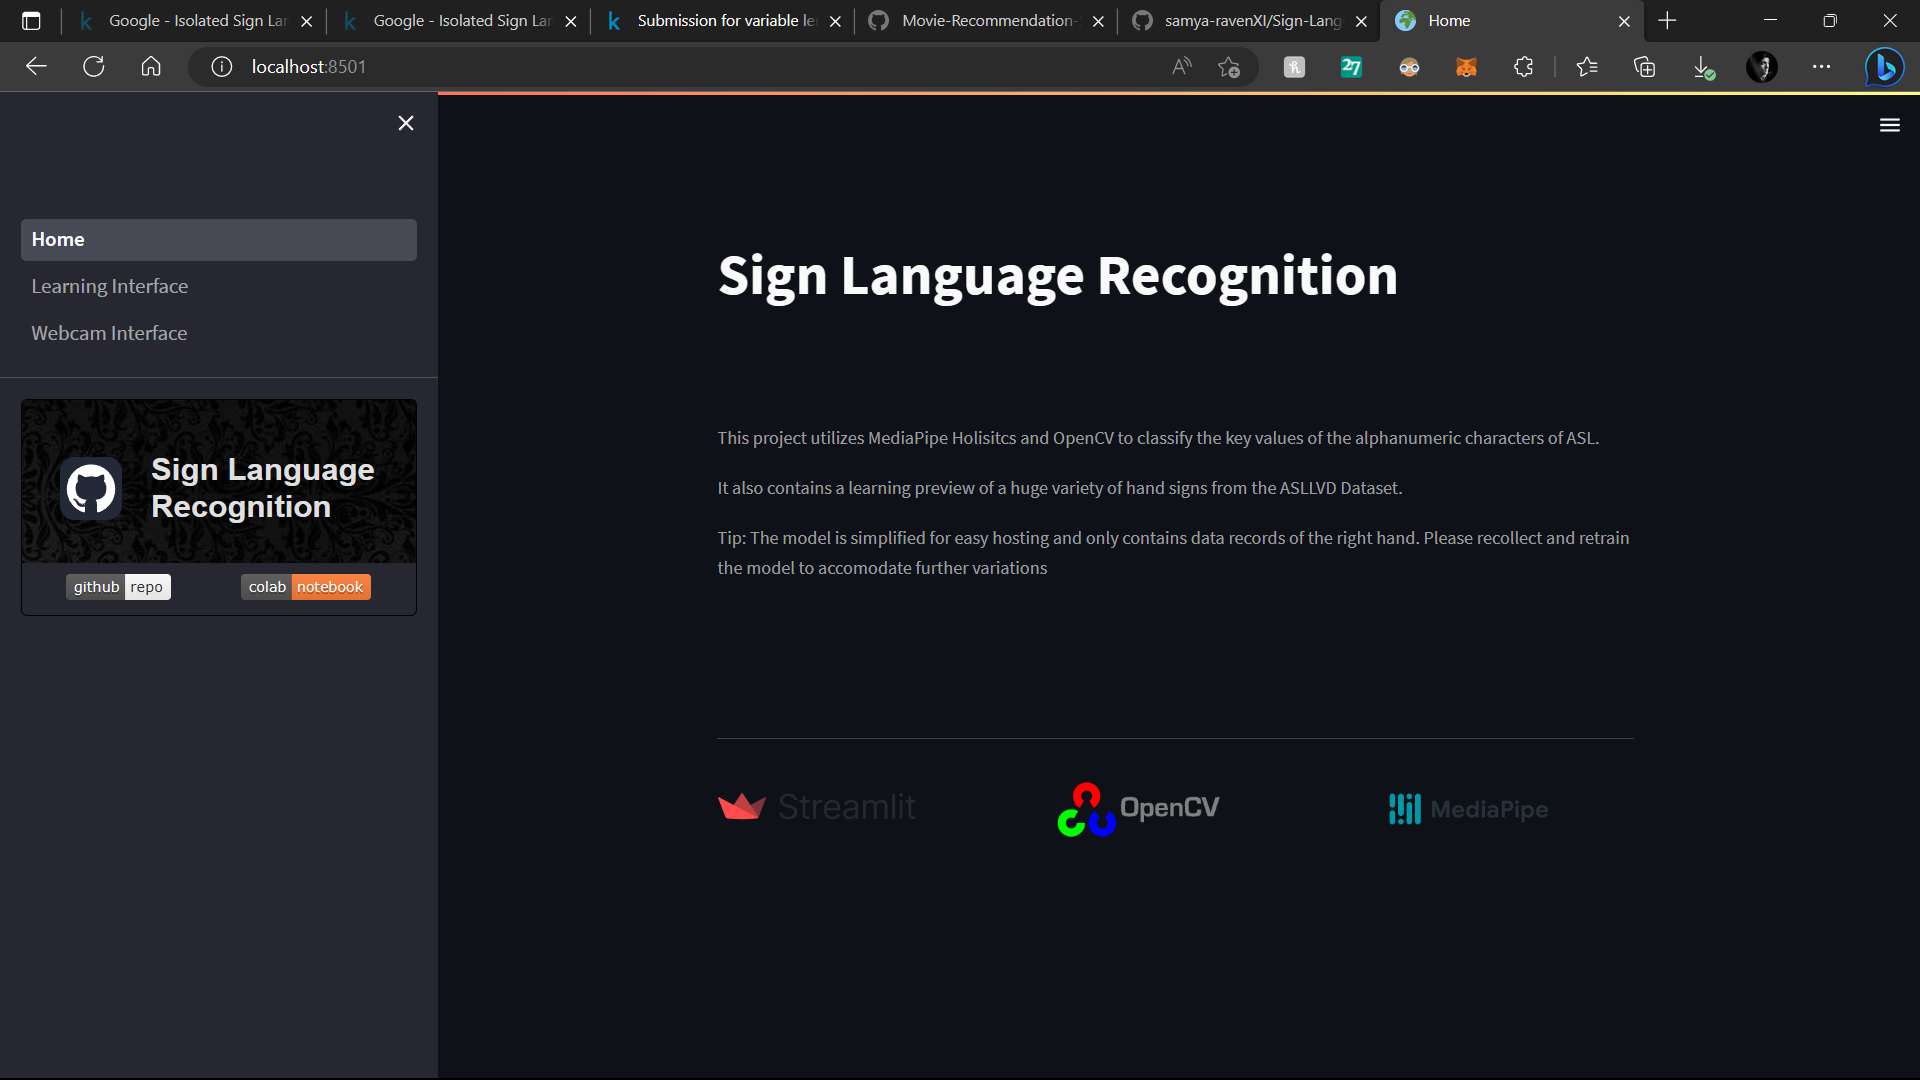 Google - Isolated Sign Lan
Google - Isolated Sign Lan
Submission for variable le
Movie-Recommendation-
samya-ravenXI/Sign-Lang
Home
localhost:8501
27
Home
Learning Interface
Webcam Interface
Sign Language
Recognition
github repo
colab notebook
Sign Language Recognition
This project utilizes MediaPipe Holisitcs and OpenCV to classify the key values of the alphanumeric characters of ASL.
It also contains a learning preview of a huge variety of hand signs from the ASLLVD Dataset.
Tip: The model is simplified for easy hosting and only contains data records of the right hand. Please recollect and retrain
the model to accomodate further variations
Streamlit
OpenCV
MediaPipe